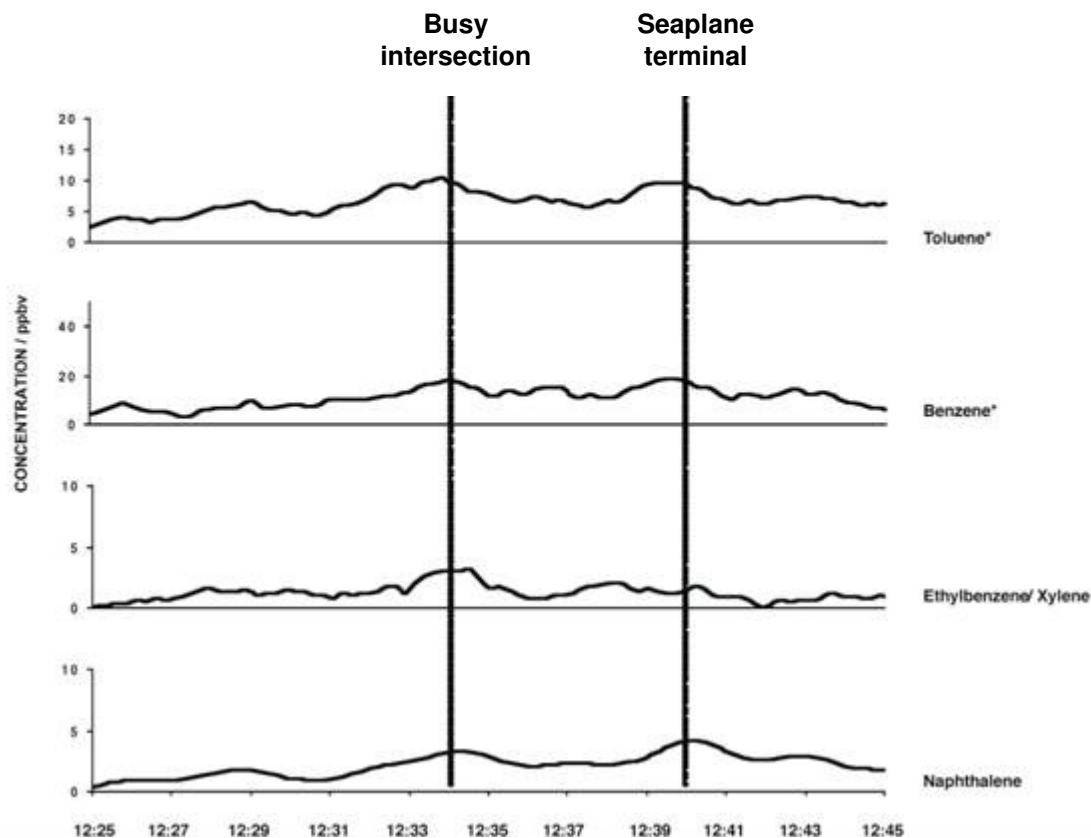 Busy
intersection
Seaplane
terminal
20
15
10
5
0
Toluene*
40
20
0
Benzene*
CONCENTRATION / ppbv
10
5
0
Ethylbenzene/ Xylene
10
5
0
Naphthalene
12:25 12:27 12:29 12:31 12:33 12:35 12:37 12:39 12:41 12:43 12:45